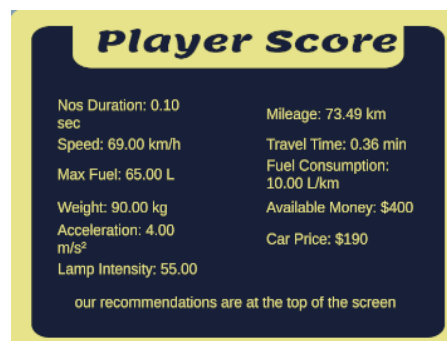 Player Score
Nos Duration: 0.10
sec
Speed: 69.00 km/h
Max Fuel: 65.00 L
Weight: 90.00 kg
Acceleration: 4.00
m/s²
Lamp Intensity: 55.00
Mileage: 73.49 km
Travel Time: 0.36 min
Fuel Consumption:
10.00 L/km
Available Money: $400
Car Price: $190
our recommendations are at the top of the screen